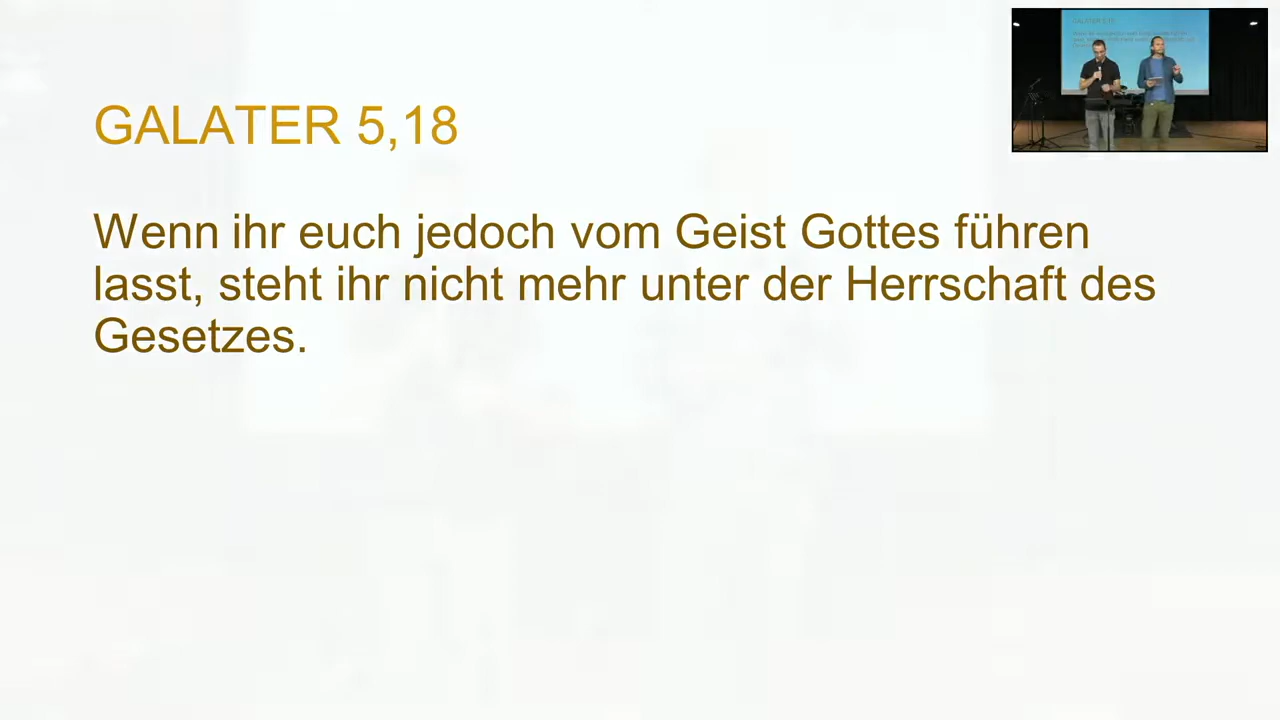 GALATER 5,18
Wenn ihr euch jedoch vom Geist Gottes führen
lasst, steht ihr nicht mehr unter der Herrschaft des
Gesetzes.